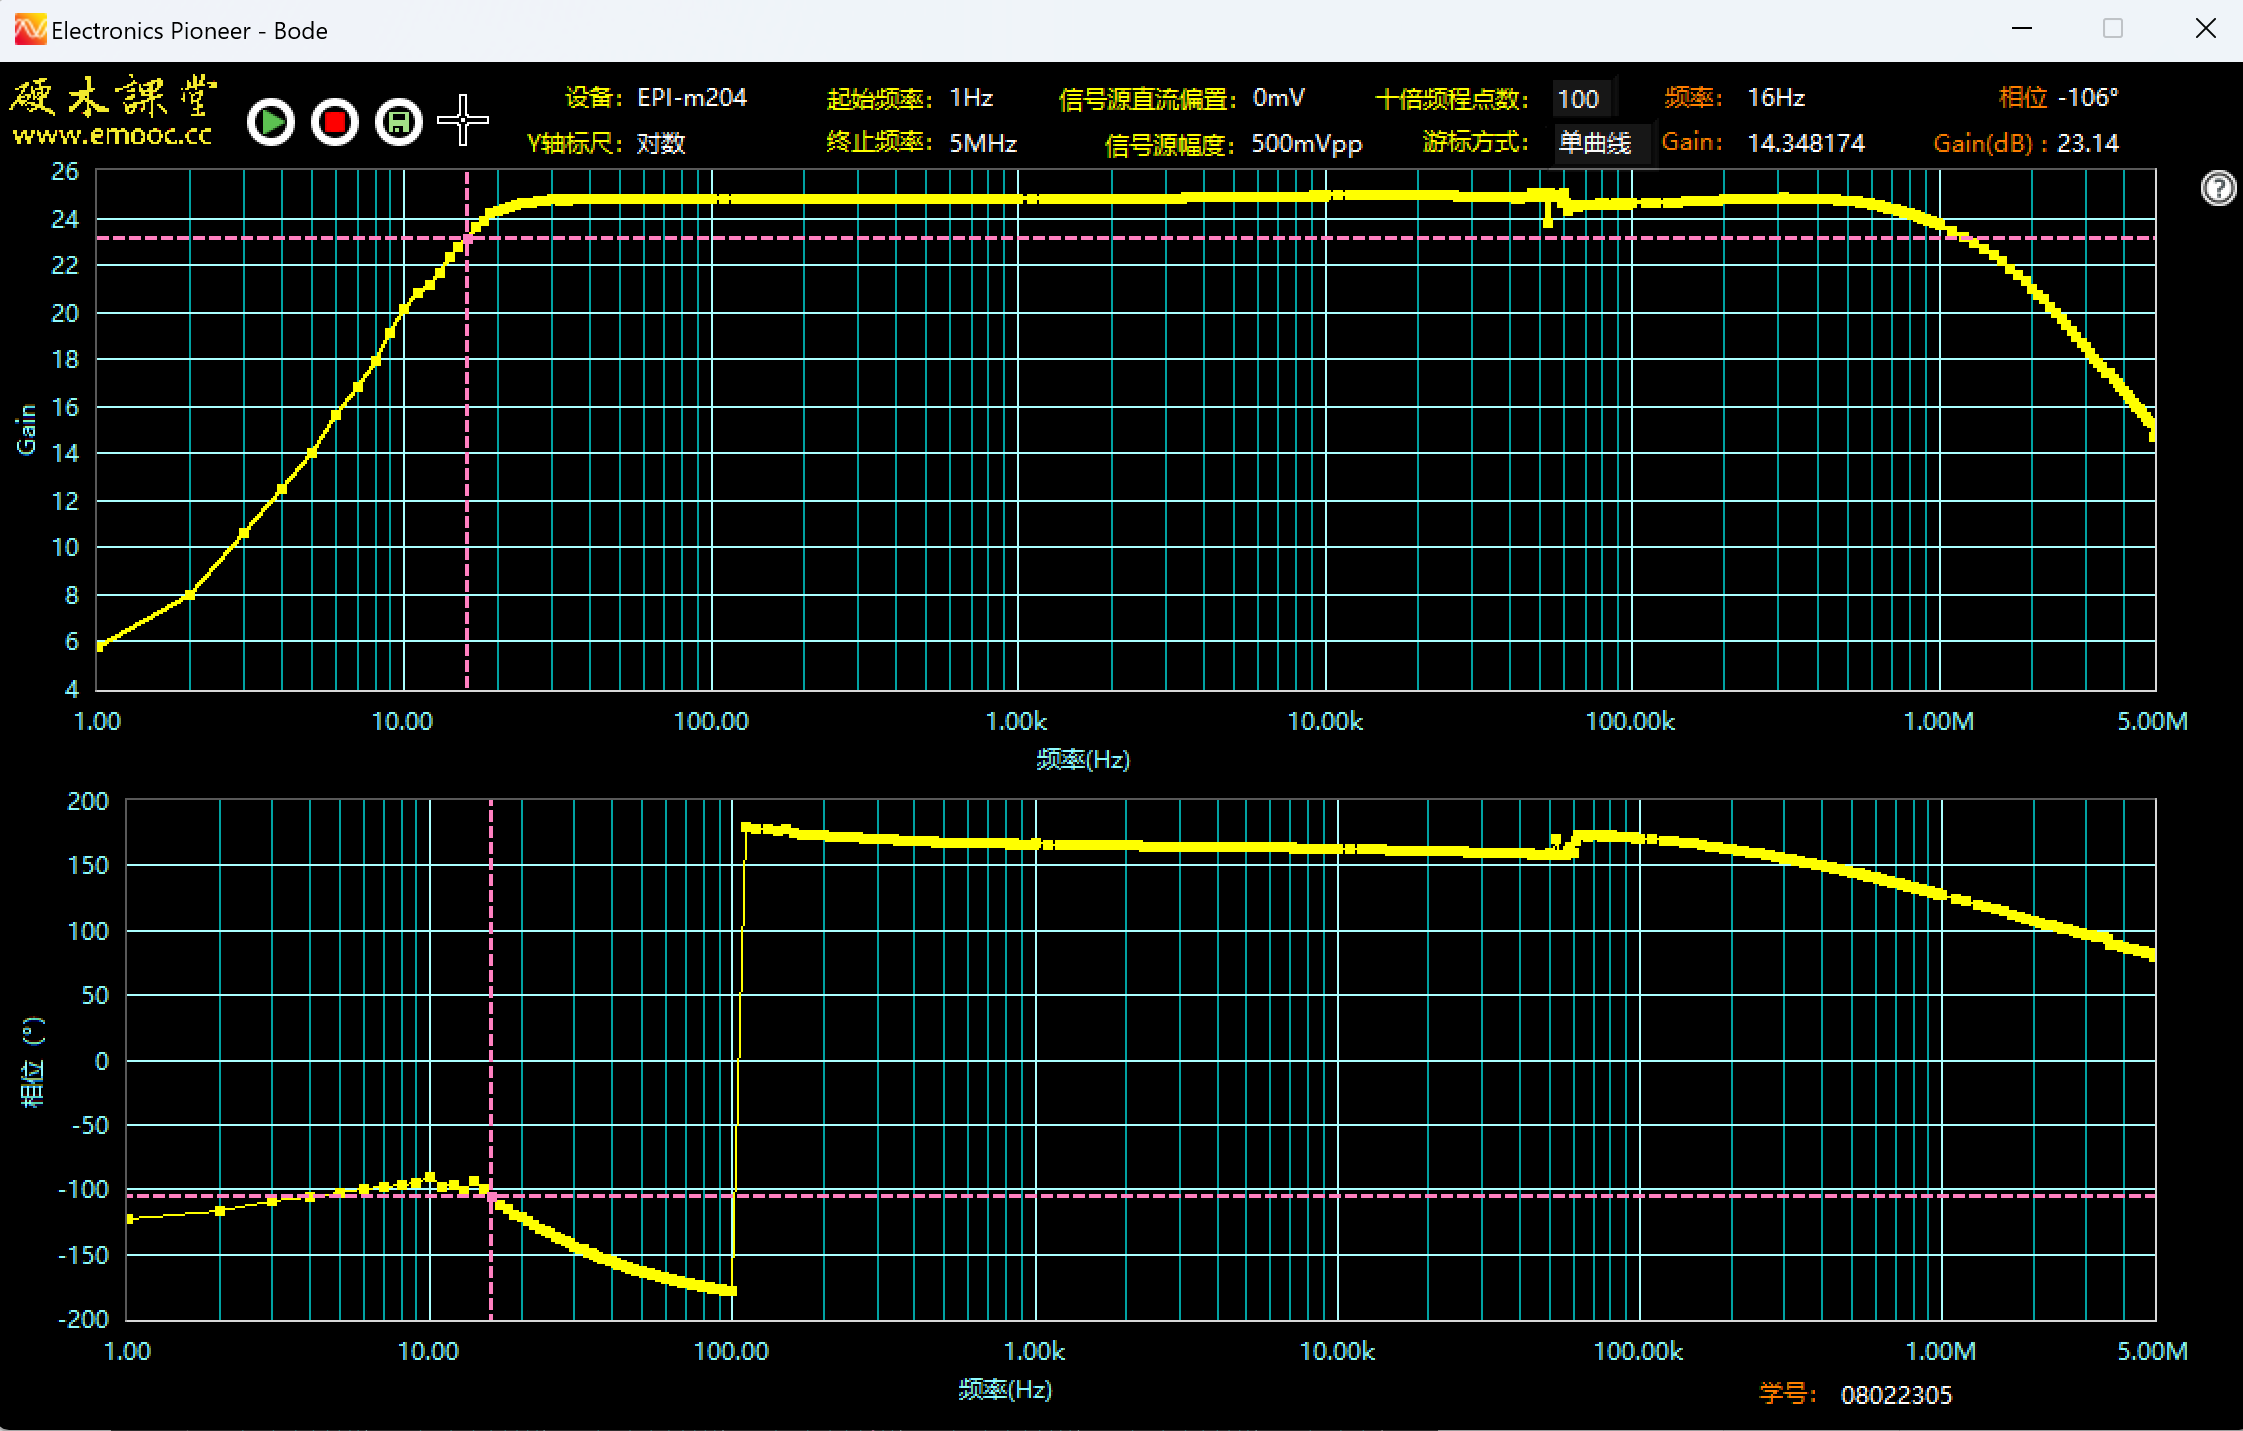 Electronics Pioneer - Bode
硬木課堂
www.emooc.cc
设备： EPI-m204 起始频率： 1Hz 信号源直流偏置： 0mV 十倍频程点数： 100 频率： 16Hz 相位 -106°
Y轴标尺： 对数 终止频率： 5MHz 信号源幅度： 500mVpp 游标方式： 单曲线 Gain: 14.348174 Gain(dB) : 23.14
26
24
22
20
18
16
14
12
10
8
6
4
Gain
1.00 10.00 100.00 1.00k 10.00k 100.00k 1.00M 5.00M
频率(Hz)
200
150
100
50
0
-50
-100
-150
-200
相位 (°)
1.00 10.00 100.00 1.00k 10.00k 100.00k 1.00M 5.00M
频率(Hz)
学号： 08022305